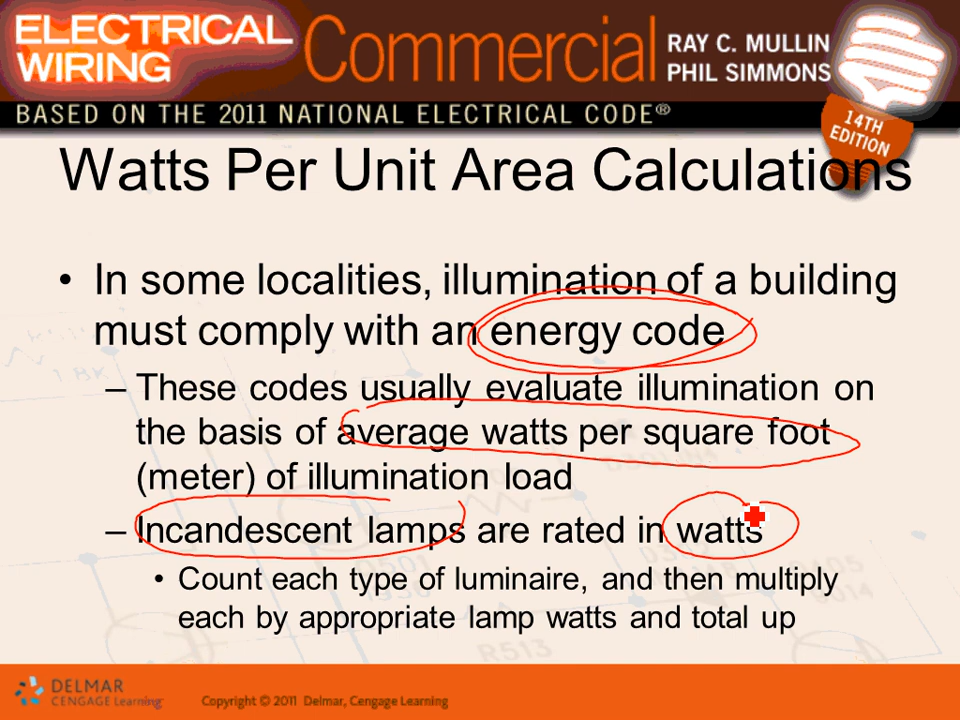 ELECTRICAL
WIRING
Commercial
RAY C. MULLIN
PHIL SIMMONS
BASED ON THE 2011 NATIONAL ELECTRICAL CODE®
14TH
EDITION
Watts Per Unit Area Calculations
• In some localities, illumination of a building
must comply with an energy code
– These codes usually evaluate illumination on
the basis of average watts per square foot
(meter) of illumination load
– Incandescent lamps are rated in watts
• Count each type of luminaire, and then multiply
each by appropriate lamp watts and total up
R513
DELMAR
CENGAGE Learning
Copyright © 2011 Delmar, Cengage Learning